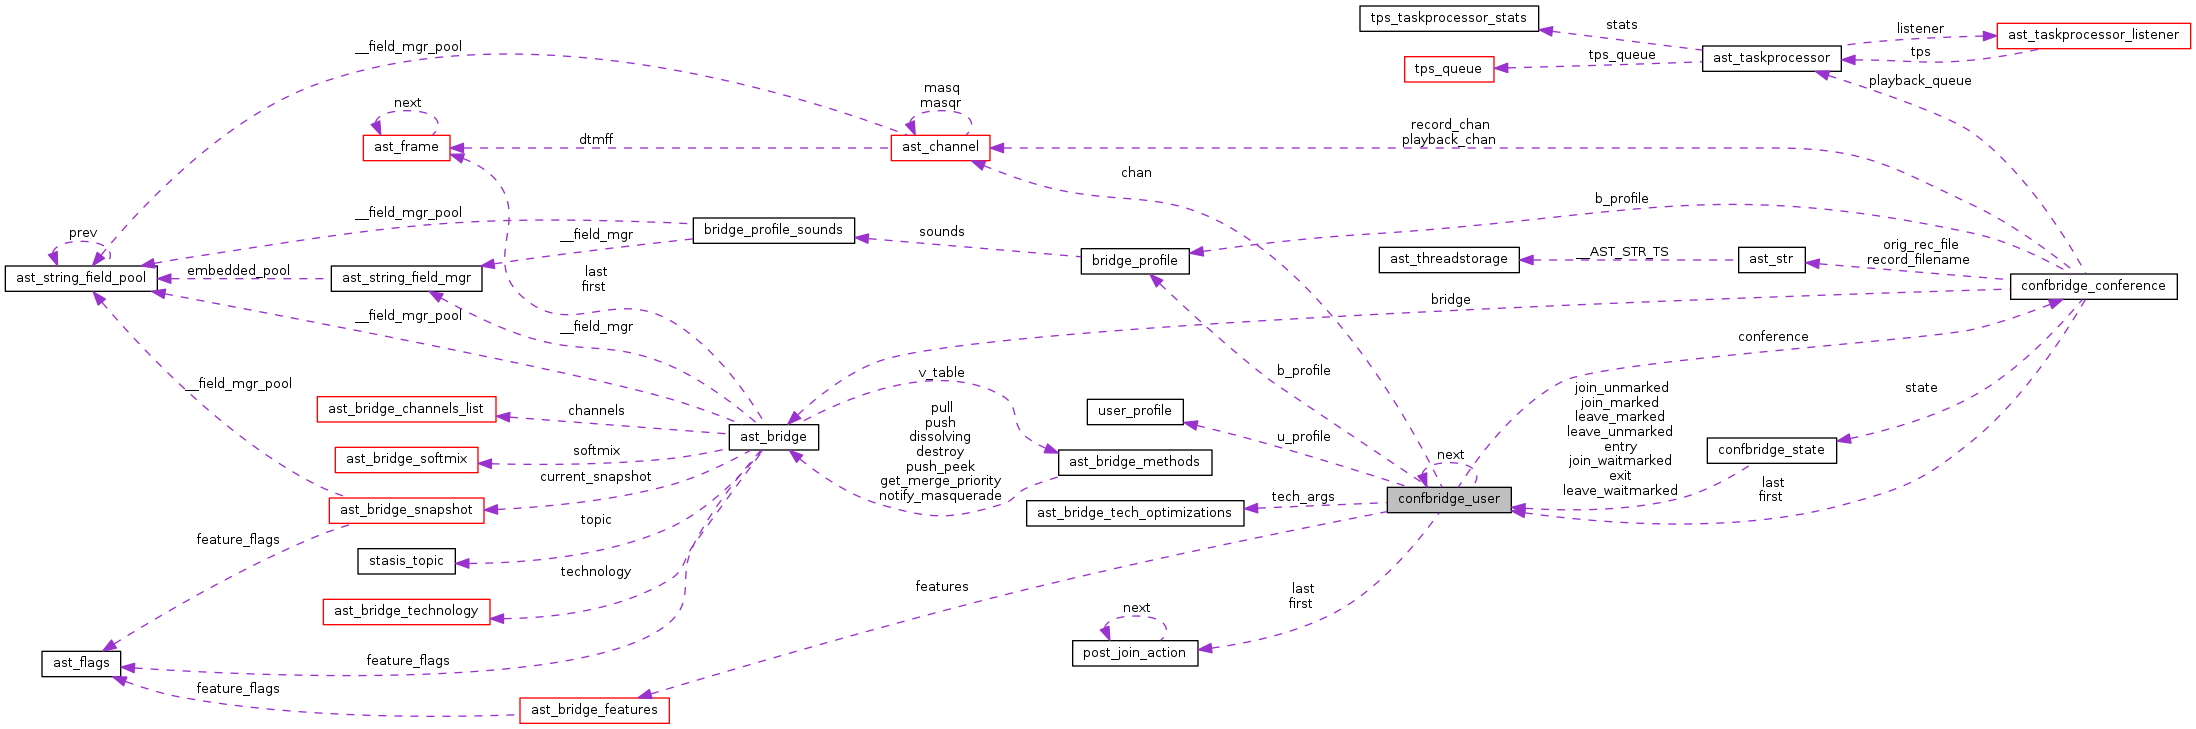 tps_taskprocessor_stats
stats
listener
ast_taskprocessor_listener
__field_mgr_pool
tps_queue
tps_queue
ast_taskprocessor
tps
playback_queue
masq
masqr
next
ast_frame
dtmff
ast_channel
record_chan
playback_chan
chan
b_profile
__field_mgr_pool
bridge_profile_sounds
sounds
prev
__field_mgr
bridge_profile
ast_threadstorage
__AST_STR_TS
ast_str
orig_rec_file
record_filename
ast_string_field_pool
embedded_pool
ast_string_field_mgr
last
first
confbridge_conference
bridge
__field_mgr_pool
__field_mgr
conference
__field_mgr_pool
v_table
b_profile
state
ast_bridge_channels_list
channels
pull
push
dissolving
destroy
push_peek
get_merge_priority
notify_masquerade
user_profile
u_profile
join_unmarked
join_marked
leave_marked
leave_unmarked
entry
join_waitmarked
exit
leave_waitmarked
ast_bridge
ast_bridge_softmix
softmix
ast_bridge_methods
next
confbridge_state
current_snapshot
ast_bridge_snapshot
ast_bridge_tech_optimizations
tech_args
confbridge_user
last
first
feature_flags
topic
stasis_topic
technology
features
last
first
ast_bridge_technology
next
ast_flags
feature_flags
post_join_action
feature_flags
ast_bridge_features